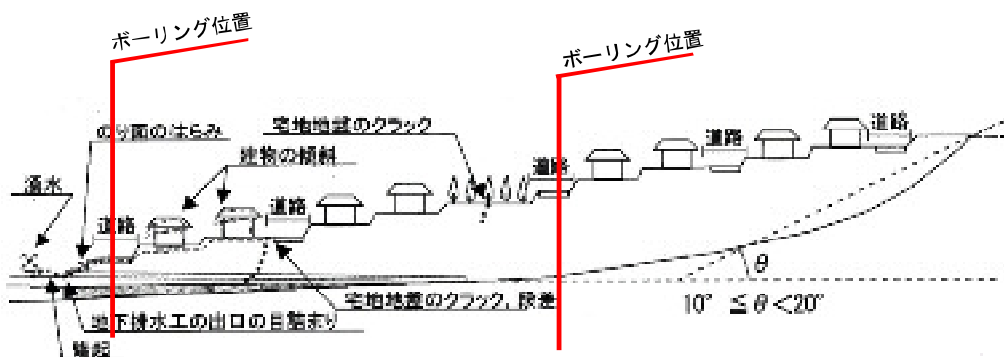 ボーリング位置
ボーリング位置
のり面のはらみ
宅地地盤のクラック
建物の傾斜
湧水
道路
道路
道路
道路
道路
θ
宅地地盤のクラック, 段差
10° ≦ θ < 20°
地下排水工の出口の目詰まり
隆起